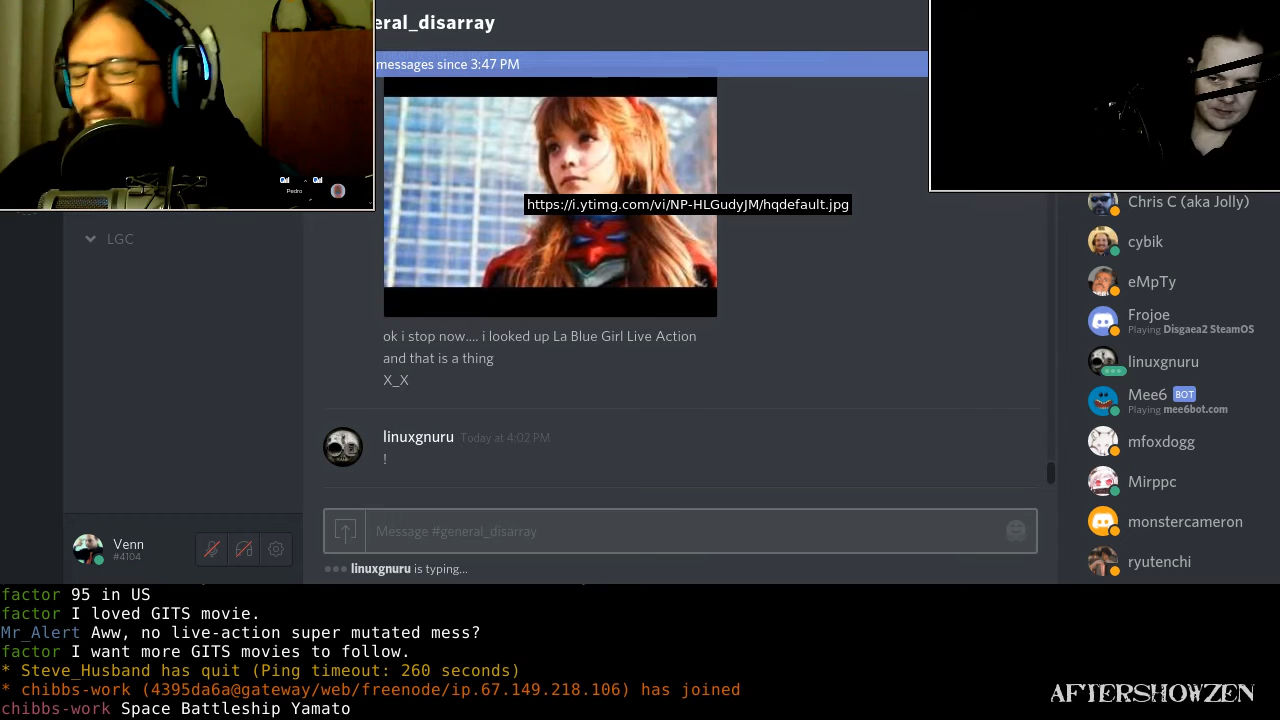 eral_disarray
messages since 3:47 PM
Pedro
https://i.ytimg.com/vi/NP-HLGudyJM/hqdefault.jpg
LGC
ok i stop now.... i looked up La Blue Girl Live Action
and that is a thing
X_X
linuxgnuru Today at 4:02 PM
!
Message #general_disarray
linuxgnuru is typing...
Venn
#4104
Chris C (aka Jolly)
cybik
eMpTy
Frojoe
Playing Disgaea2 SteamOS
linuxgnuru
Mee6 BOT
Playing mee6bot.com
mfoxdogg
Mirppc
monstercameron
ryutenchi
factor 95 in US
factor I loved GITS movie.
Mr_Alert Aww, no live-action super mutated mess?
factor I want more GITS movies to follow.
* Steve_Husband has quit (Ping timeout: 260 seconds)
* chibbs-work (4395da6a@gateway/web/freenode/ip.67.149.218.106) has joined
chibbs-work Space Battleship Yamato
AFTERSHOWZEN